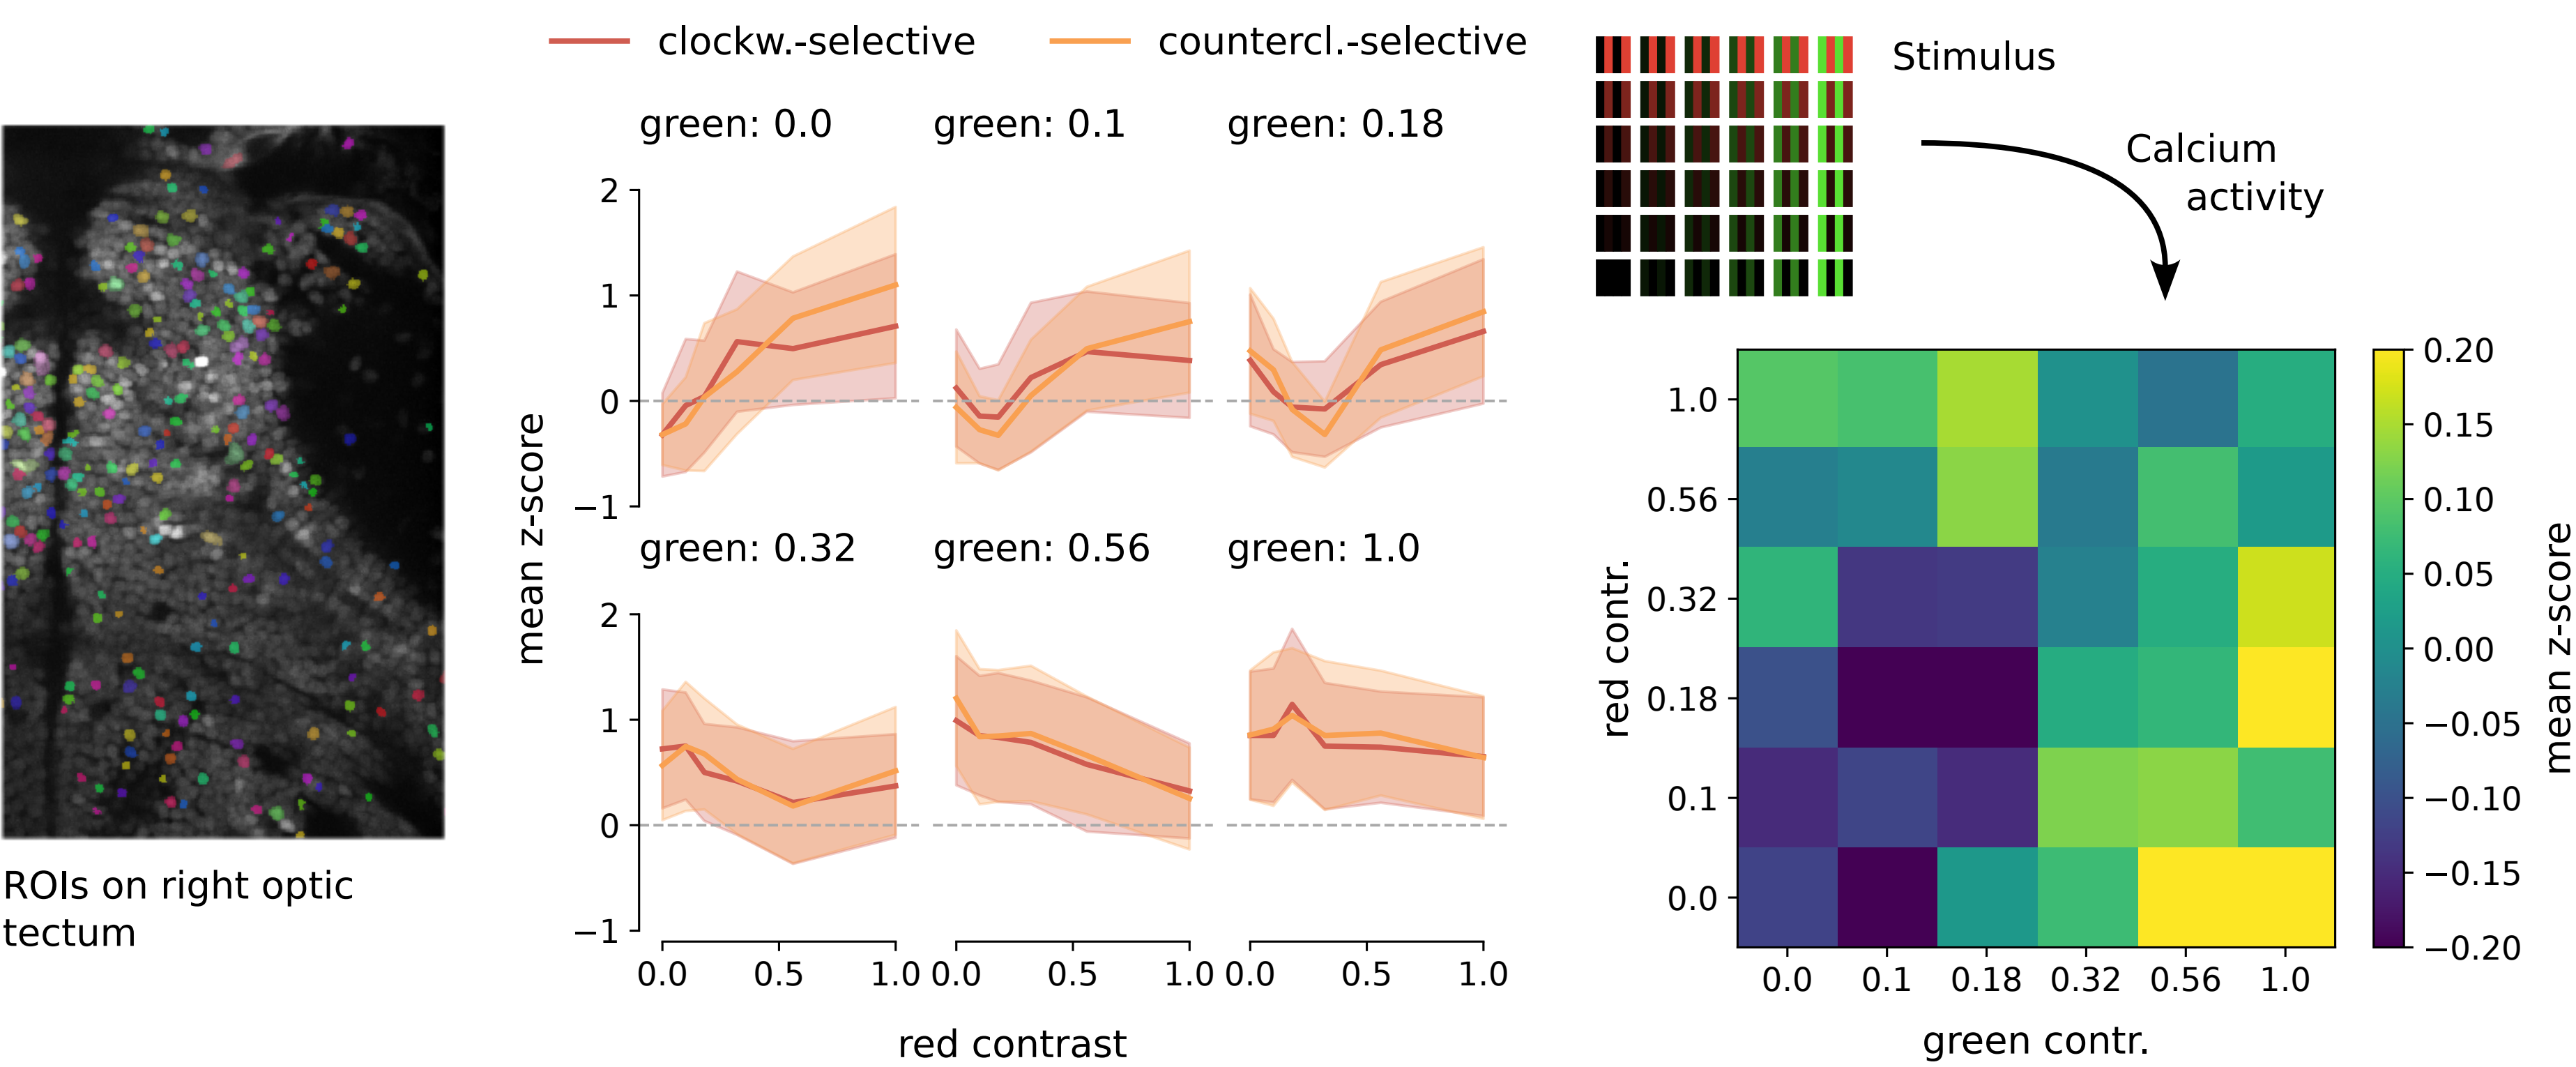 clockw.-selective
countercl.-selective
green: 0.0
green: 0.1
green: 0.18
mean z-score
2
1
0
−1
green: 0.32
green: 0.56
green: 1.0
2
1
0
−1
0.0 0.5 1.0
0.0 0.5 1.0
0.0 0.5 1.0
red contrast
ROIs on right optic
tectum
Stimulus
Calcium
activity
red contr.
1.0
0.56
0.32
0.18
0.1
0.0
0.0 0.1 0.18 0.32 0.56 1.0
green contr.
0.20
0.15
0.10
0.05
0.00
−0.05
−0.10
−0.15
−0.20
mean z-score